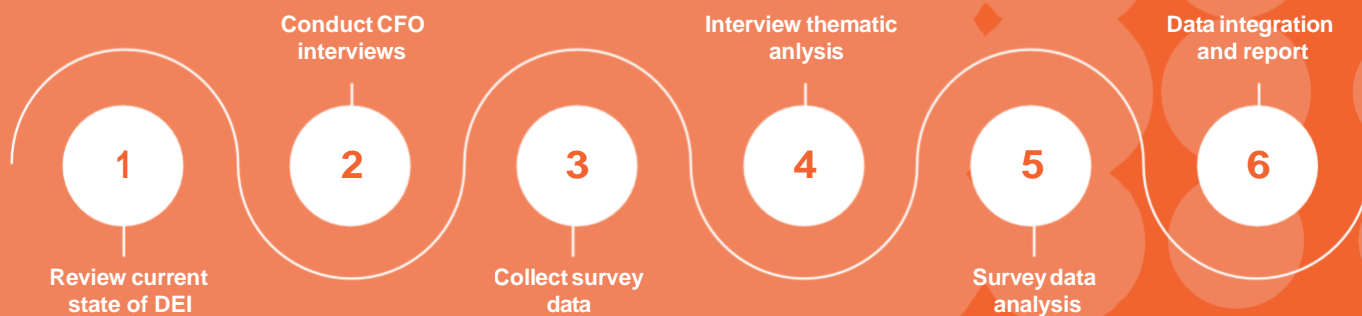 1
Review current
state of DEI
Conduct CFO
interviews
2
3
Collect survey
data
Interview thematic
anlysis
4
5
Survey data
analysis
Data integration
and report
6